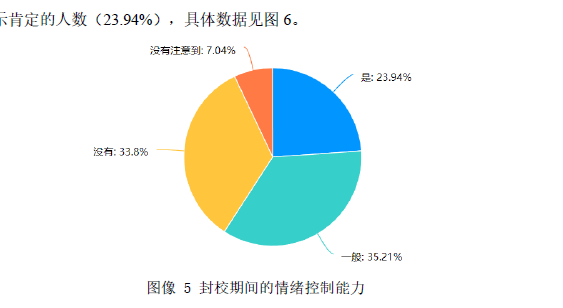 示肯定的人数（23.94%），具体数据见图 6。
没有注意到: 7.04%
是: 23.94%
没有: 33.8%
一般: 35.21%
图像 5 封校期间的情绪控制能力